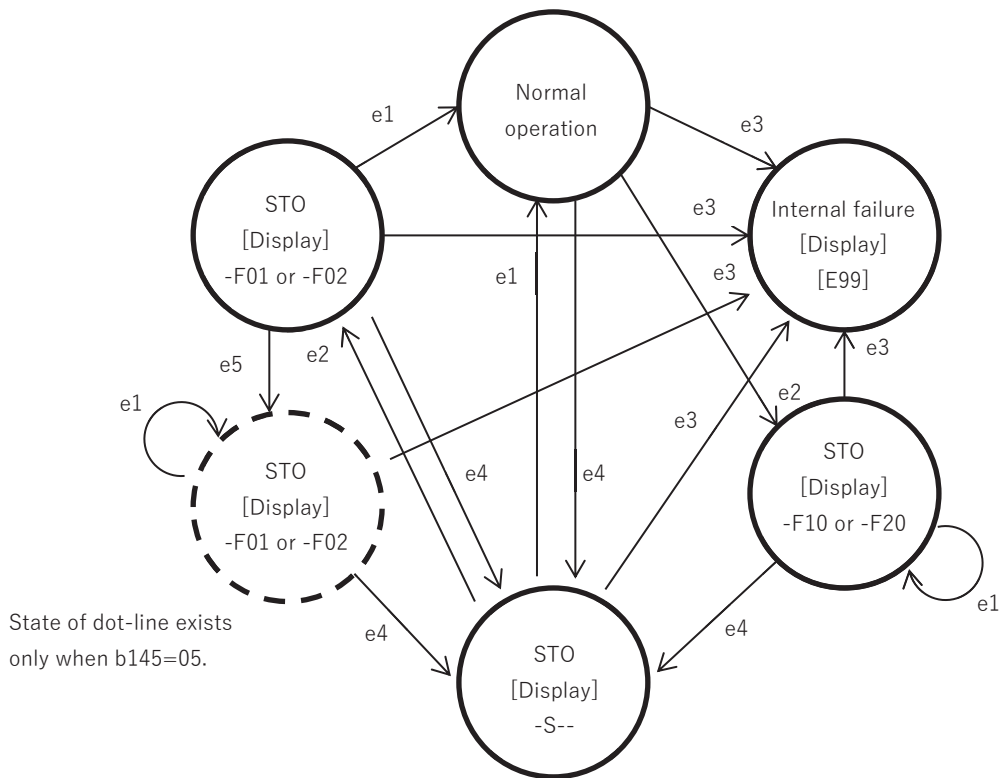 Normal
operation
e1
e3
STO
[Display]
-F01 or -F02
e3
Internal failure
[Display]
[E99]
e1
e3
e5
e2
e3
e1
e2
e3
STO
[Display]
-F01 or -F02
e4
e4
STO
[Display]
-F10 or -F20
e1
State of dot-line exists
only when b145=05.
e4
e4
STO
[Display]
-S--